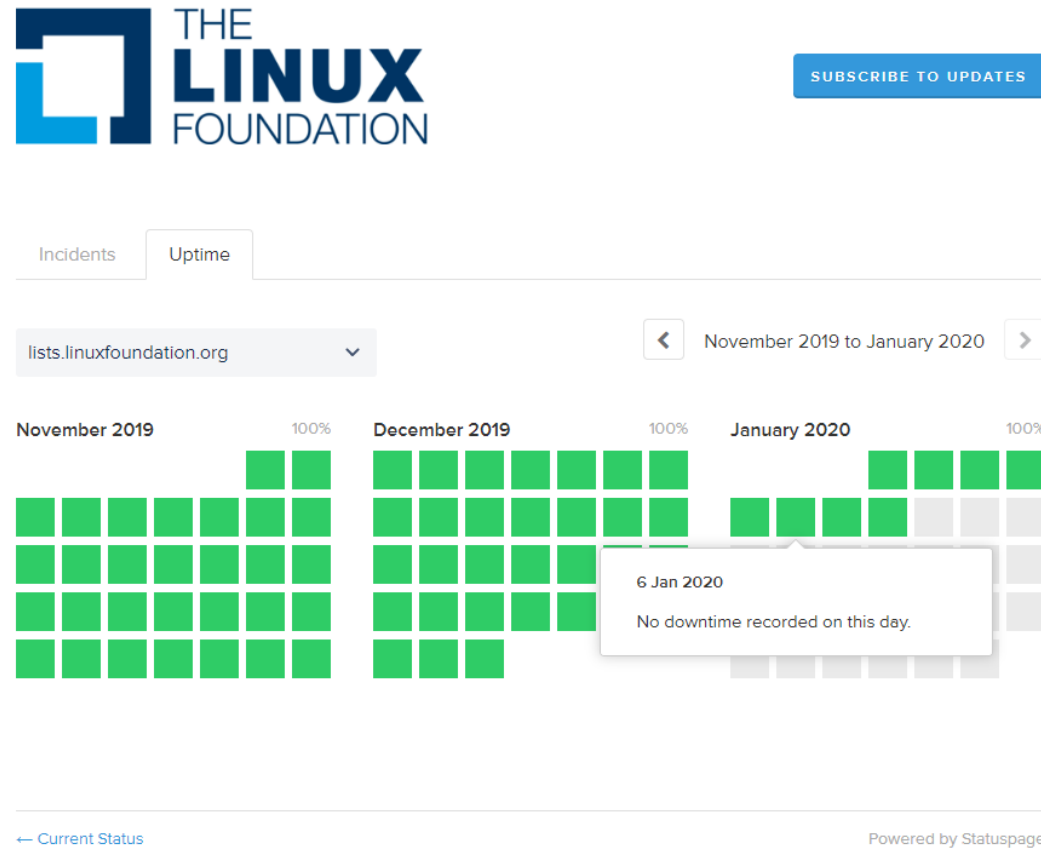 THE
LINUX
FOUNDATION
SUBSCRIBE TO UPDATES
Incidents
Uptime
lists.linuxfoundation.org
November 2019 to January 2020
November 2019 100%
December 2019 100%
January 2020 100%
6 Jan 2020
No downtime recorded on this day.
← Current Status
Powered by Statuspage